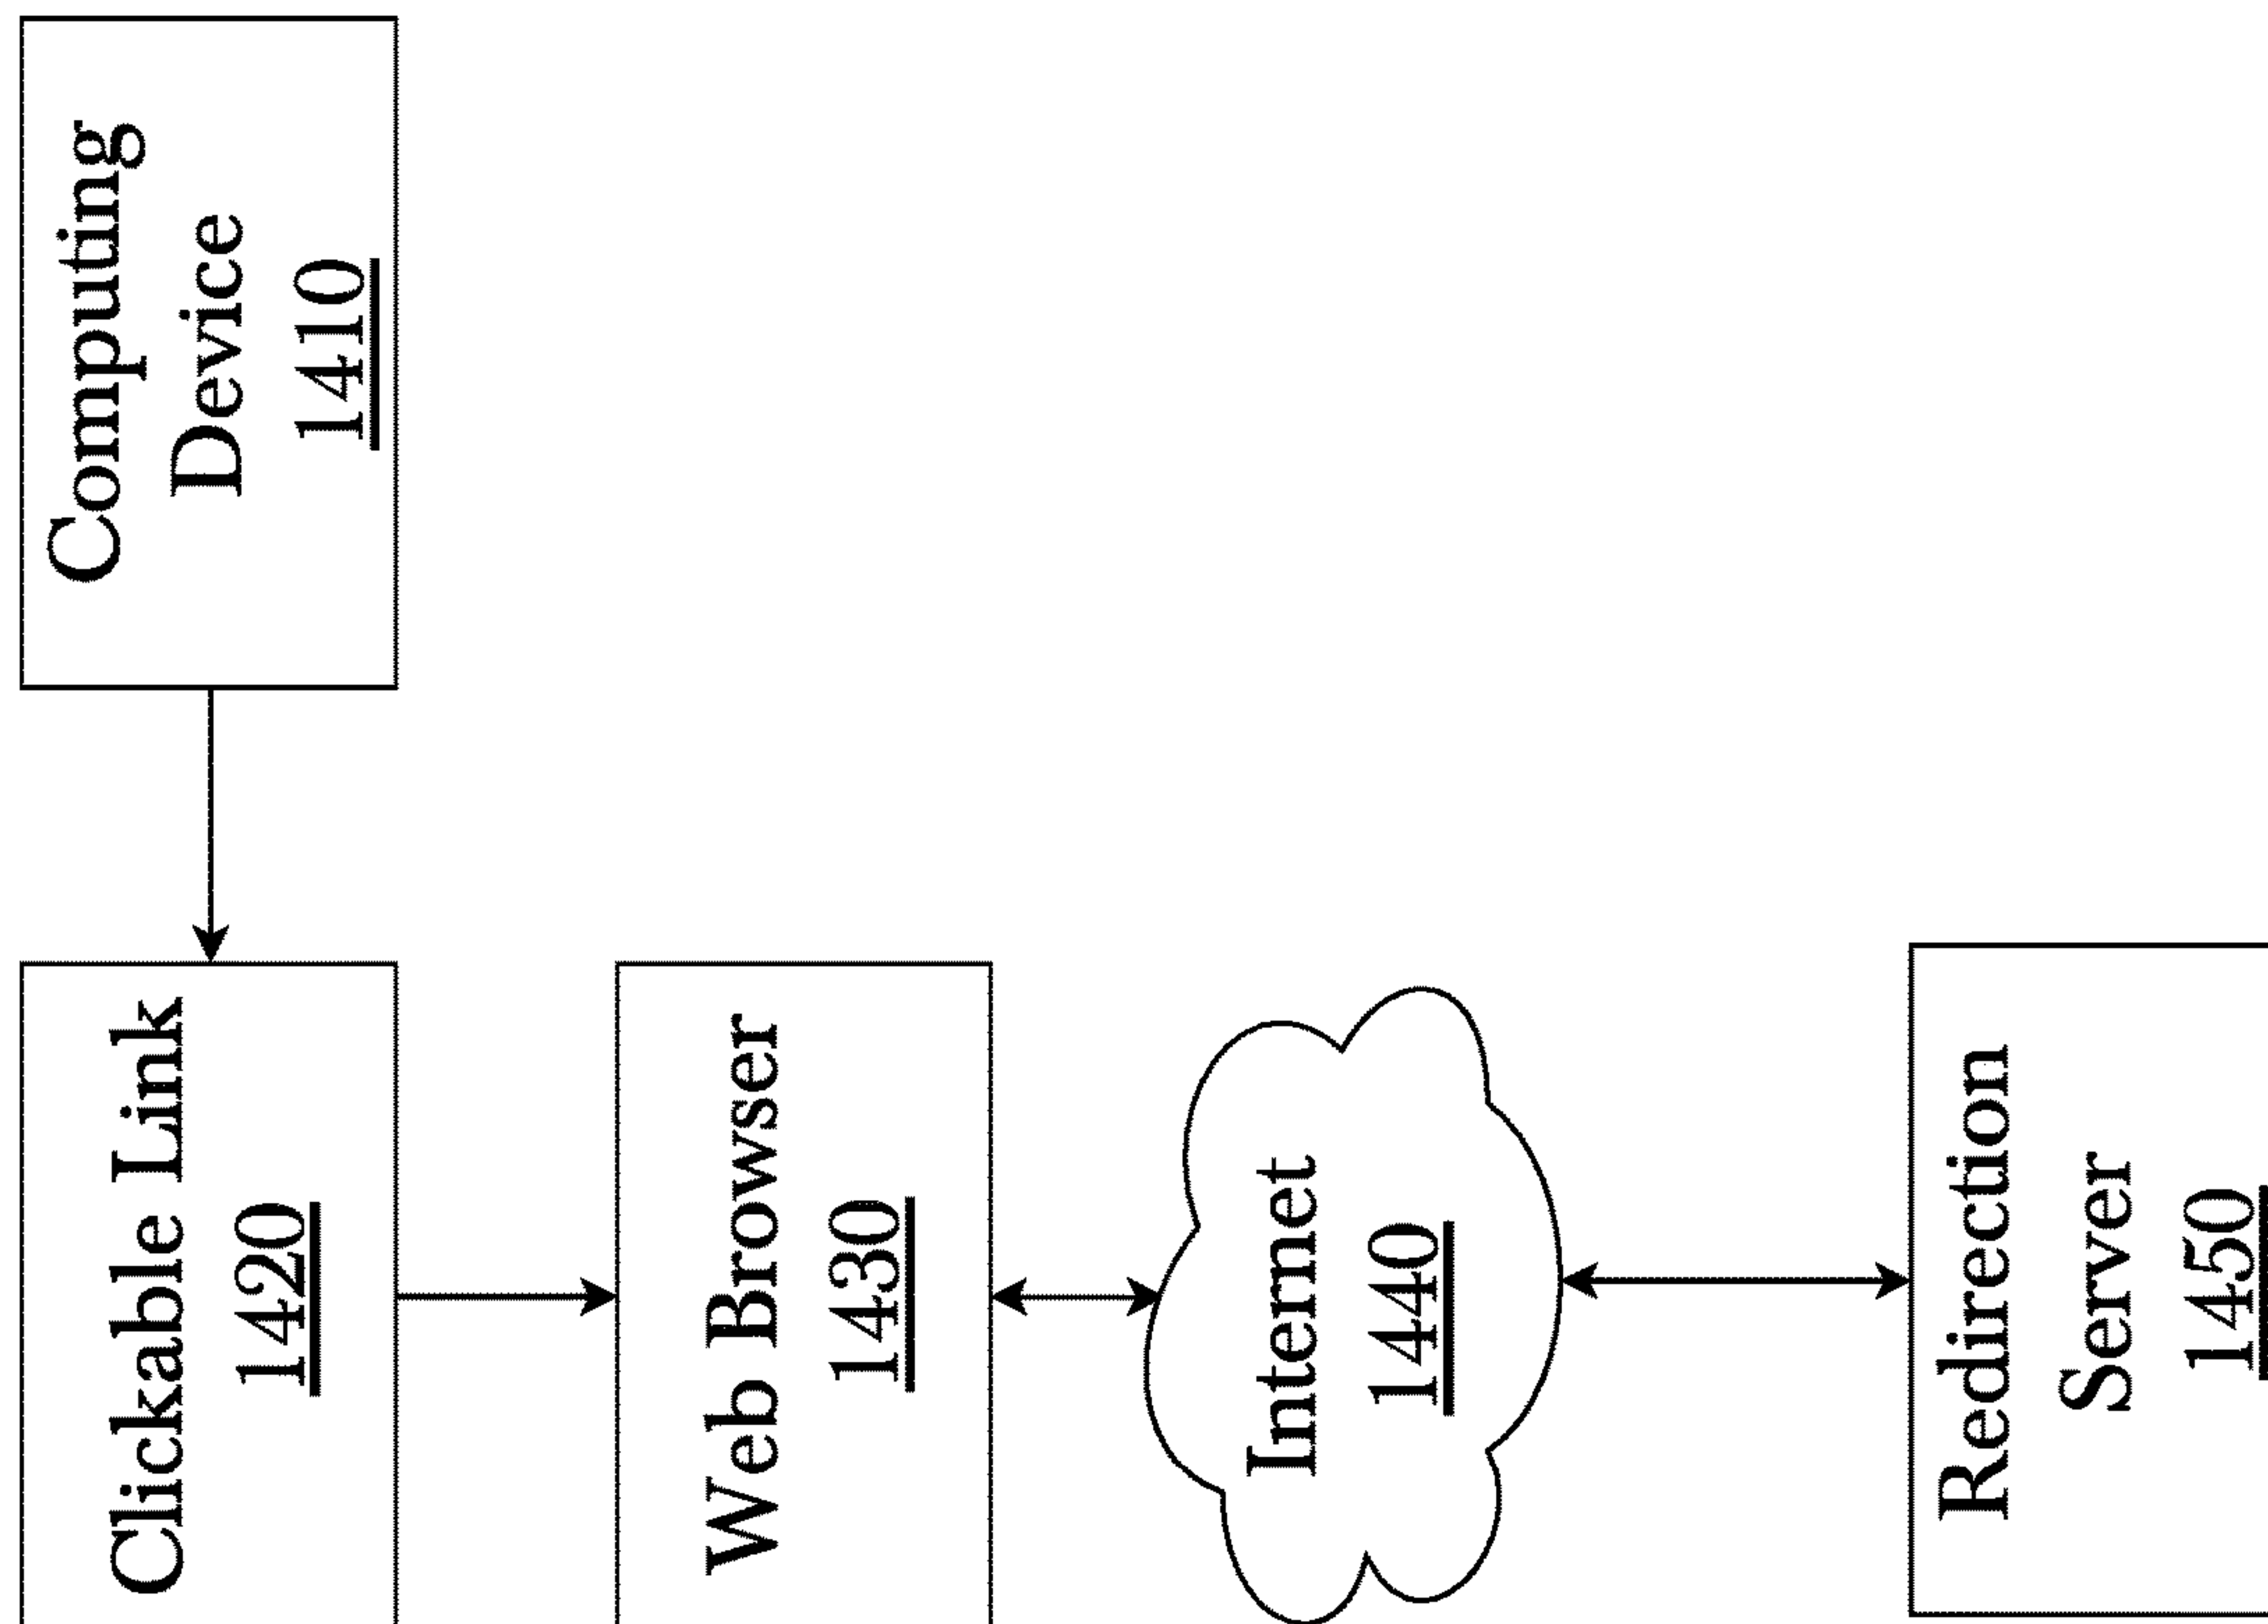 Computing
Device
1410
Clickable Link
1420
Web Browser
1430
Internet
1440
Redirection
Server
1450